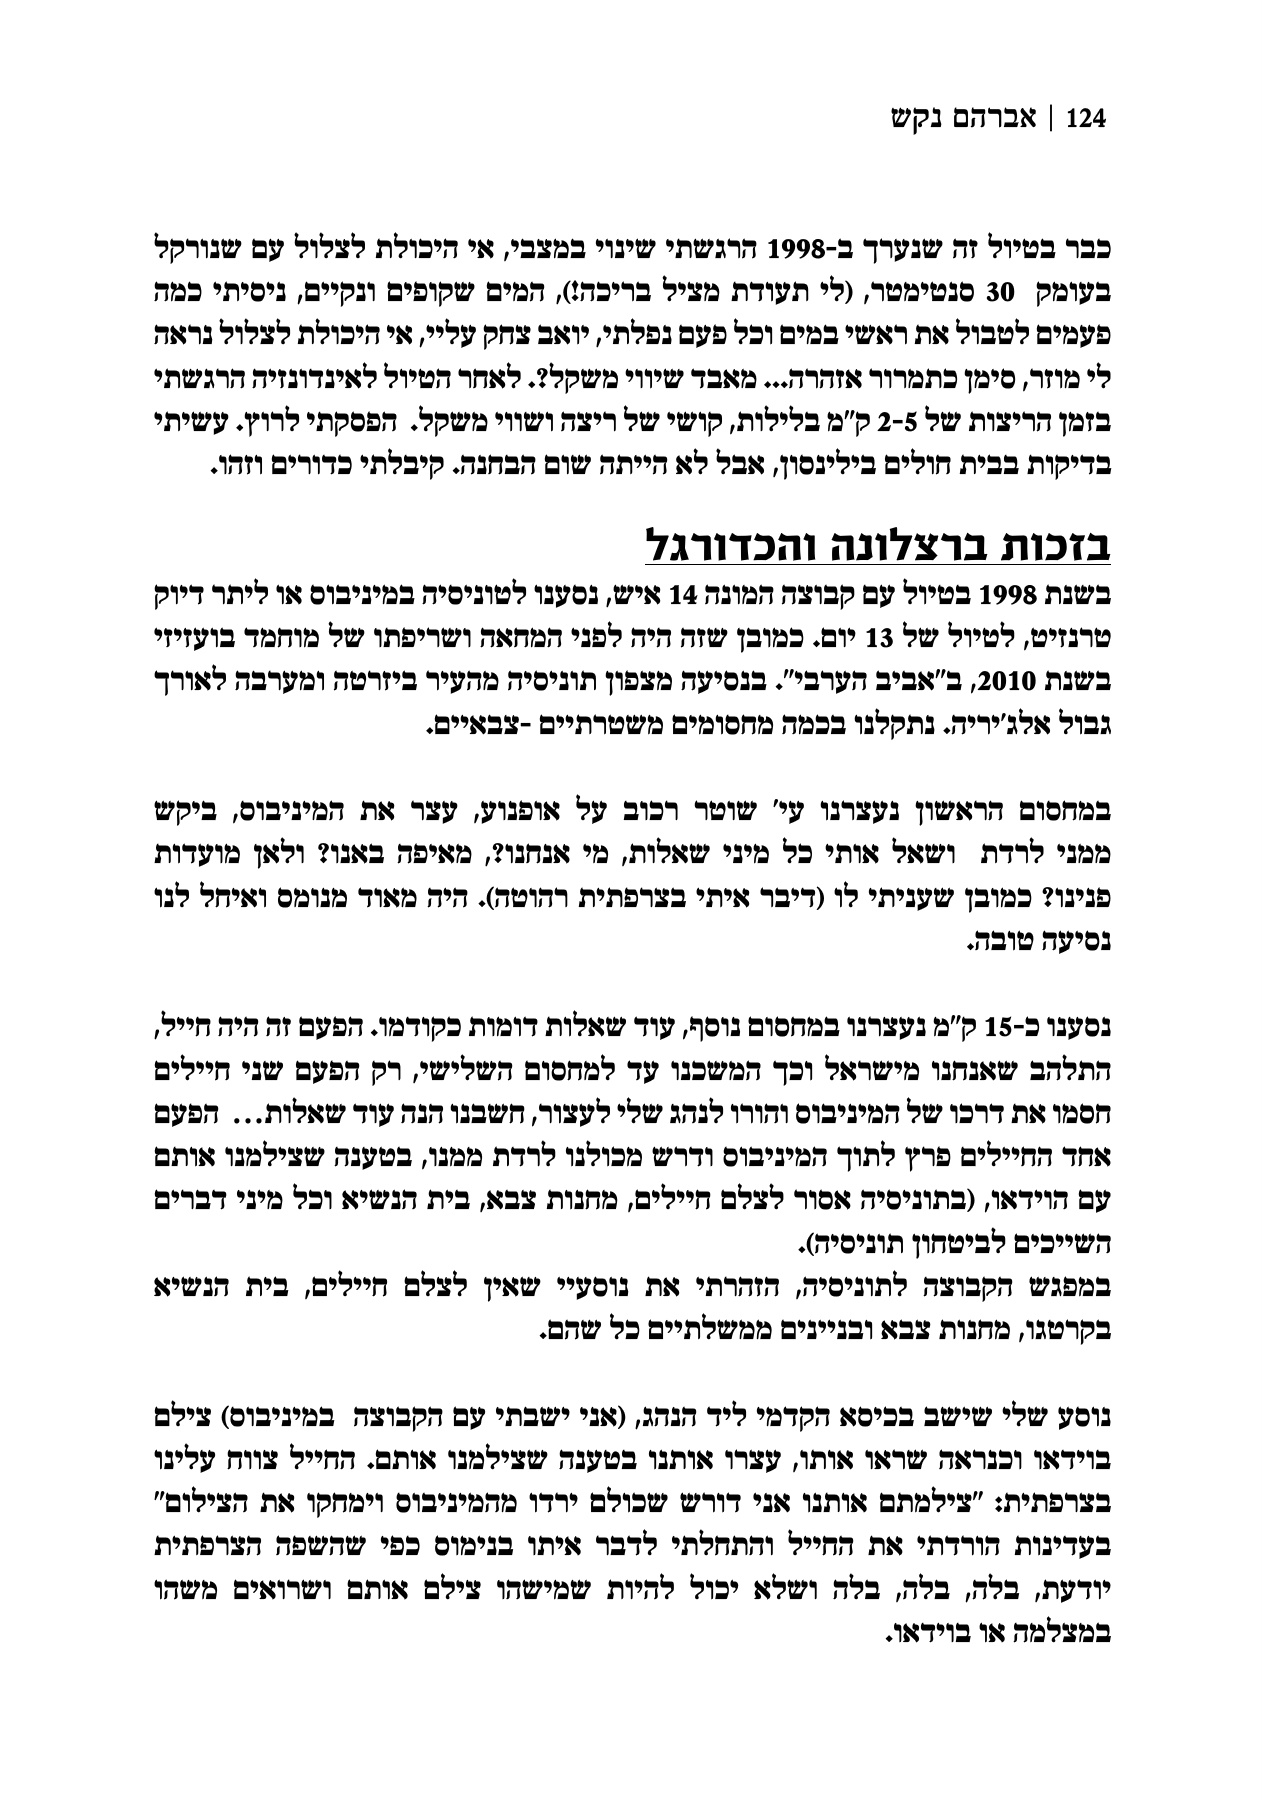 124 | אברהם נקש
כבר בטיול זה שנערך ב-1998 הרגשתי שינוי במצבי, אי היכולת לצלול עם שנורקל
בעומק 30 סנטימטר, (לי תעודת מציל בריכה!), המים שקופים ונקיים, ניסיתי כמה
פעמים לטבול את ראשי במים וכל פעם נפלתי, יואב צחק עליי, אי היכולת לצלול נראה
לי מוזר, סימן כתמרור אזהרה... מאבד שיווי משקל?. לאחר הטיול לאינדונזיה הרגשתי
בזמן הריצות של 2-5 ק"מ בלילות, קושי של ריצה ושווי משקל. הפסקתי לרוץ. עשיתי
בדיקות בבית חולים בילינסון, אבל לא הייתה שום הבחנה. קיבלתי כדורים וזהו.
בזכות ברצלונה והכדורגל
בשנת 1998 בטיול עם קבוצה המונה 14 איש, נסענו לטוניסיה במיניבוס או ליתר דיוק
טרנזיט, לטיול של 13 יום. כמובן שזה היה לפני המחאה ושריפתו של מוחמד בועזיזי
בשנת 2010, ב"אביב הערבי". בנסיעה מצפון תוניסיה מהעיר ביזרטה ומערבה לאורך
גבול אלג'יריה. נתקלנו בכמה מחסומים משטרתיים -צבאיים.
במחסום הראשון נעצרנו עי' שוטר רכוב על אופנוע, עצר את המיניבוס, ביקש
ממני לרדת ושאל אותי כל מיני שאלות, מי אנחנו?, מאיפה באנו? ולאן מועדות
פנינו? כמובן שעניתי לו (דיבר איתי בצרפתית רהוטה). היה מאוד מנומס ואיחל לנו
נסיעה טובה.
נסענו כ-15 ק"מ נעצרנו במחסום נוסף, עוד שאלות דומות כקודמו. הפעם זה היה חייל,
התלהב שאנחנו מישראל וכך המשכנו עד למחסום השלישי, רק הפעם שני חיילים
חסמו את דרכו של המיניבוס והורו לנהג שלי לעצור, חשבנו הנה עוד שאלות... הפעם
אחד החיילים פרץ לתוך המיניבוס ודרש מכולנו לרדת ממנו, בטענה שצילמנו אותם
עם הוידאו, (בתוניסיה אסור לצלם חיילים, מחנות צבא, בית הנשיא וכל מיני דברים
השייכים לביטחון תוניסיה).
במפגש הקבוצה לתוניסיה, הזהרתי את נוסעיי שאין לצלם חיילים, בית הנשיא
בקרטגו, מחנות צבא ובניינים ממשלתיים כל שהם.
נוסע שלי שישב בכיסא הקדמי ליד הנהג, (אני ישבתי עם הקבוצה במיניבוס) צילם
בוידאו וכנראה שראו אותו, עצרו אותנו בטענה שצילמנו אותם. החייל צווח עלינו
בצרפתית: "צילמתם אותנו אני דורש שכולם ירדו מהמיניבוס וימחקו את הצילום"
בעדינות הורדתי את החייל והתחלתי לדבר איתו בנימוס כפי שהשפה הצרפתית
יודעת, בלה, בלה, בלה ושלא יכול להיות שמישהו צילם אותם ושרואים משהו
במצלמה או בוידאו.